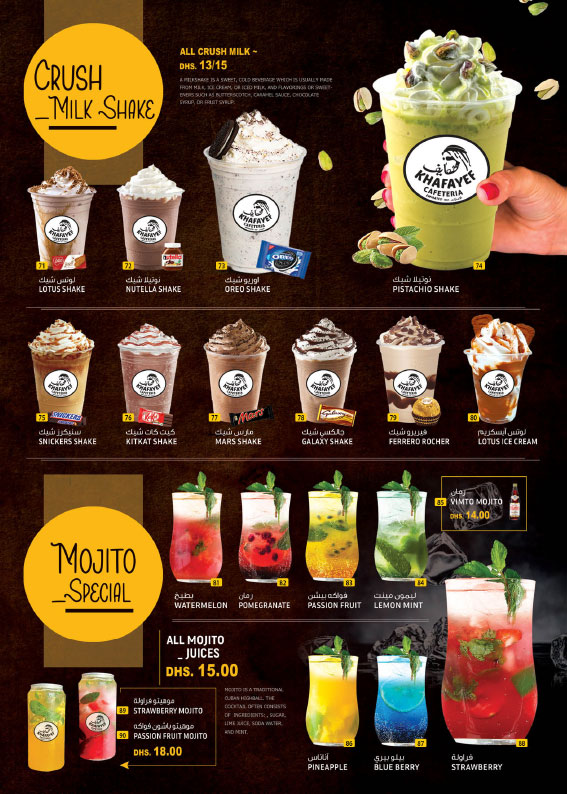 CRUSH
_MILK SHAKE
ALL CRUSH MILK ~
DHS. 13/15
A MILKSHAKE IS A SWEET, COLD BEVERAGE WHICH IS USUALLY MADE
FROM MILK, ICE CREAM, OR ICED MILK, AND FLAVORINGS OR SWEET-
ENERS SUCH AS BUTTERSCOTCH, CARAMEL SAUCE, CHOCOLATE
SYRUP, OR FRUIT SYRUP.
KHAFAYEF
CAFETERIA
71
لوتس شيك
LOTUS SHAKE
72
نوتيلا شيك
NUTELLA SHAKE
73
اوريو شيك
OREO SHAKE
74
نوتيلا شيك
PISTACHIO SHAKE
75
سنيكرز شيك
SNICKERS SHAKE
76
كيت كات شيك
KITKAT SHAKE
77
مارس شيك
MARS SHAKE
78
جالكسي شيك
GALAXY SHAKE
79
فيريرو شيك
FERRERO ROCHER
80
لوتس آيسكريم
LOTUS ICE CREAM
MOJITO
_SPECIAL
81
بطيخ
WATERMELON
82
رمان
POMEGRANATE
83
فواكه بيشن
PASSION FRUIT
84
ليمون مينت
LEMON MINT
85
رمان
VIMTO MOJITO
DHS. 14.00
ALL MOJITO
_ JUICES
DHS. 15.00
MOJITO IS A TRADITIONAL
CUBAN HIGHBALL. THE
COCKTAIL OFTEN CONSISTS
OF INGREDIENTS:, SUGAR,
LIME JUICE, SODA WATER,
AND MINT.
86
أناناس
PINEAPPLE
87
بيلو بيري
BLUE BERRY
88
فراولة
STRAWBERRY
موهيتو فراولة
89
STRAWBERRY MOJITO
موهيتو باشون فواكه
90
PASSION FRUIT MOJITO
DHS. 18.00